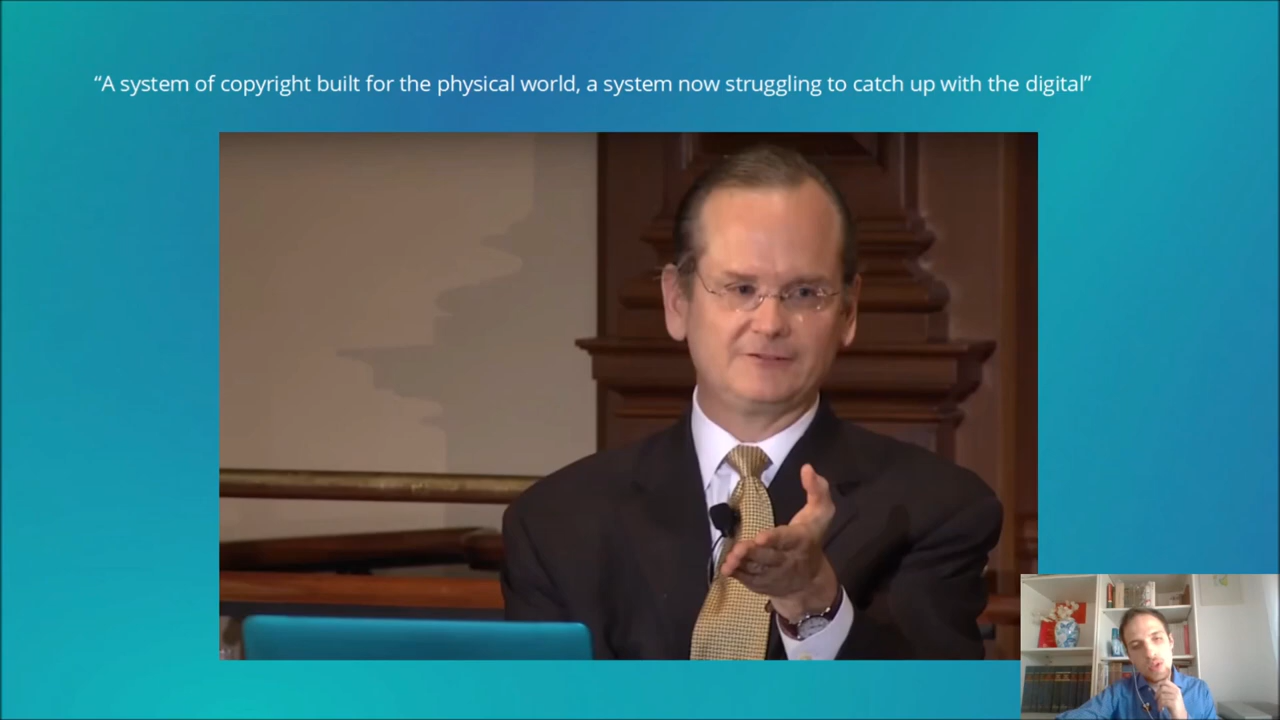 “A system of copyright built for the physical world, a system now struggling to catch up with the digital”